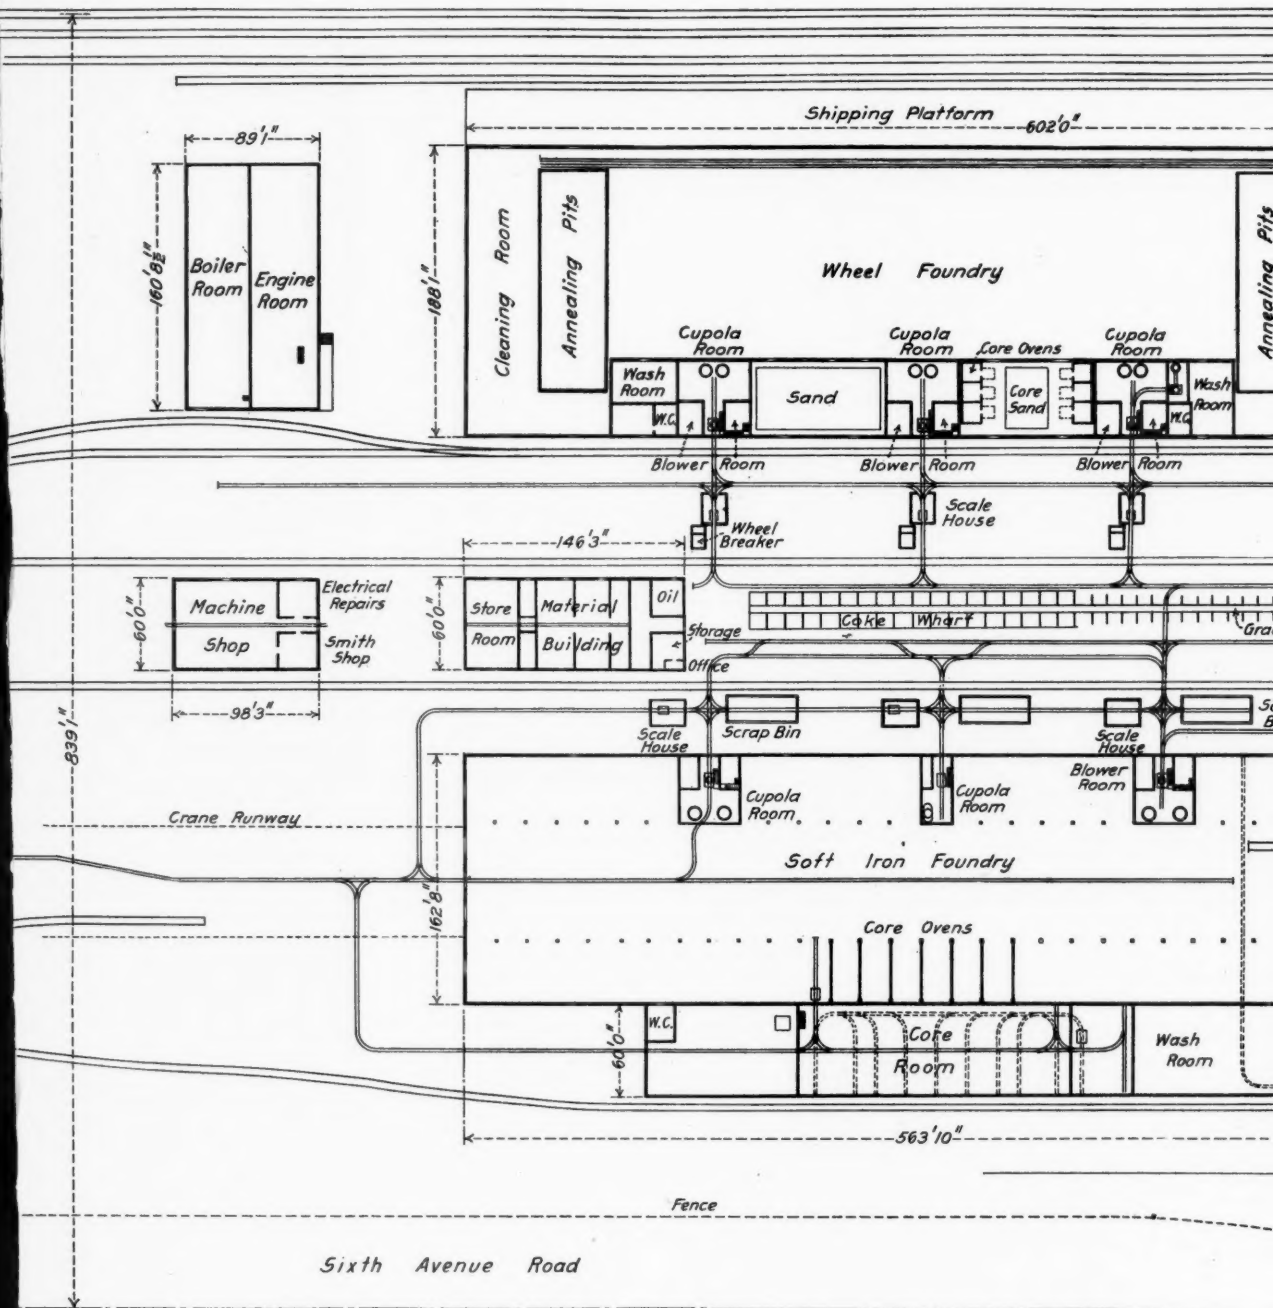 Shipping Platform
602'0"
89'1"
160'8½"
Boiler
Room
Engine
Room
188'1"
Cleaning Room
Annealing Pits
Wheel Foundry
Annealing Pits
Cupola
Room
Cupola
Room
Core Ovens
Cupola
Room
Wash
Room
W.C.
Sand
Core
Sand
Wash
Room
W.C.
Blower Room
Blower Room
Blower Room
Wheel
Breaker
Scale
House
146'3"
60'0"
Machine
Shop
Electrical
Repairs
Smith
Shop
98'3"
60'0"
Store
Room
Material
Building
Oil
Storage
Office
Coke Wharf
839'1"
Scale
House
Scrap Bin
Scale
House
Blower
Room
Cupola
Room
Cupola
Room
Crane Runway
Soft Iron Foundry
162'8"
Core Ovens
60'0"
W.C.
Core
Room
Wash
Room
563'10"
Fence
Sixth Avenue Road